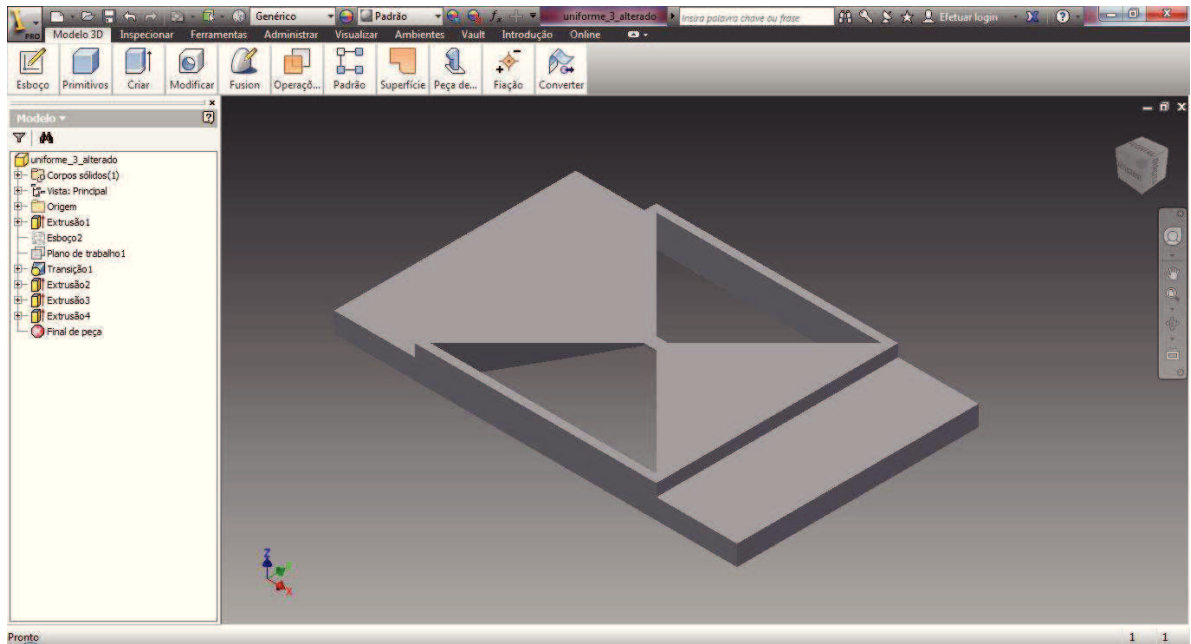 Genérico Padrão uniforme_3_alterado Insira palavra chave ou frase Efetuar login
PRO Modelo 3D Inspecionar Ferramentas Administrar Visualizar Ambientes Vault Introdução Online
Esboço Primitivos Criar Modificar Fusion Operaçõ... Padrão Superfície Peça de... Fiação Converter
Modelo
uniforme_3_alterado
Corpos sólidos(1)
Vista: Principal
Origem
Extrusão1
Esboço2
Plano de trabalho1
Transição1
Extrusão2
Extrusão3
Extrusão4
Final de peça
Z
X
Pronto 1 1